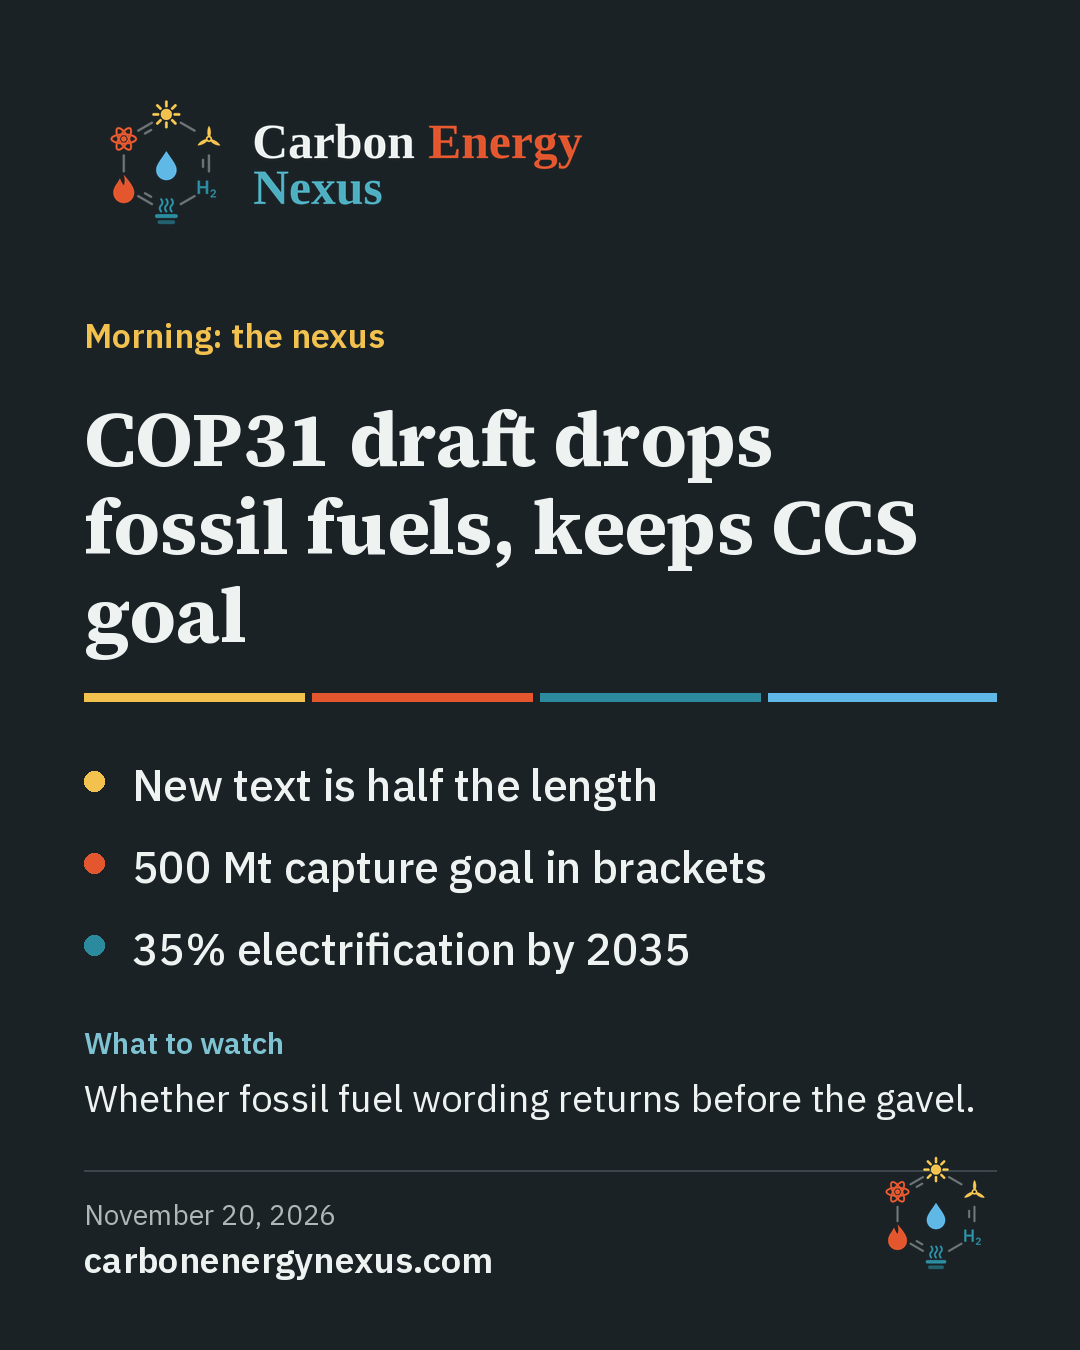 Carbon Energy
Nexus
H₂
Morning: the nexus
COP31 draft drops
fossil fuels, keeps CCS
goal
New text is half the length
500 Mt capture goal in brackets
35% electrification by 2035
What to watch
Whether fossil fuel wording returns before the gavel.
November 20, 2026
carbonenergynexus.com
H₂